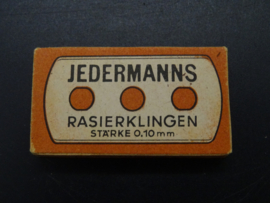 JEDERMANNS
RASIERKLINGEN
STÄRKE 0,10 mm